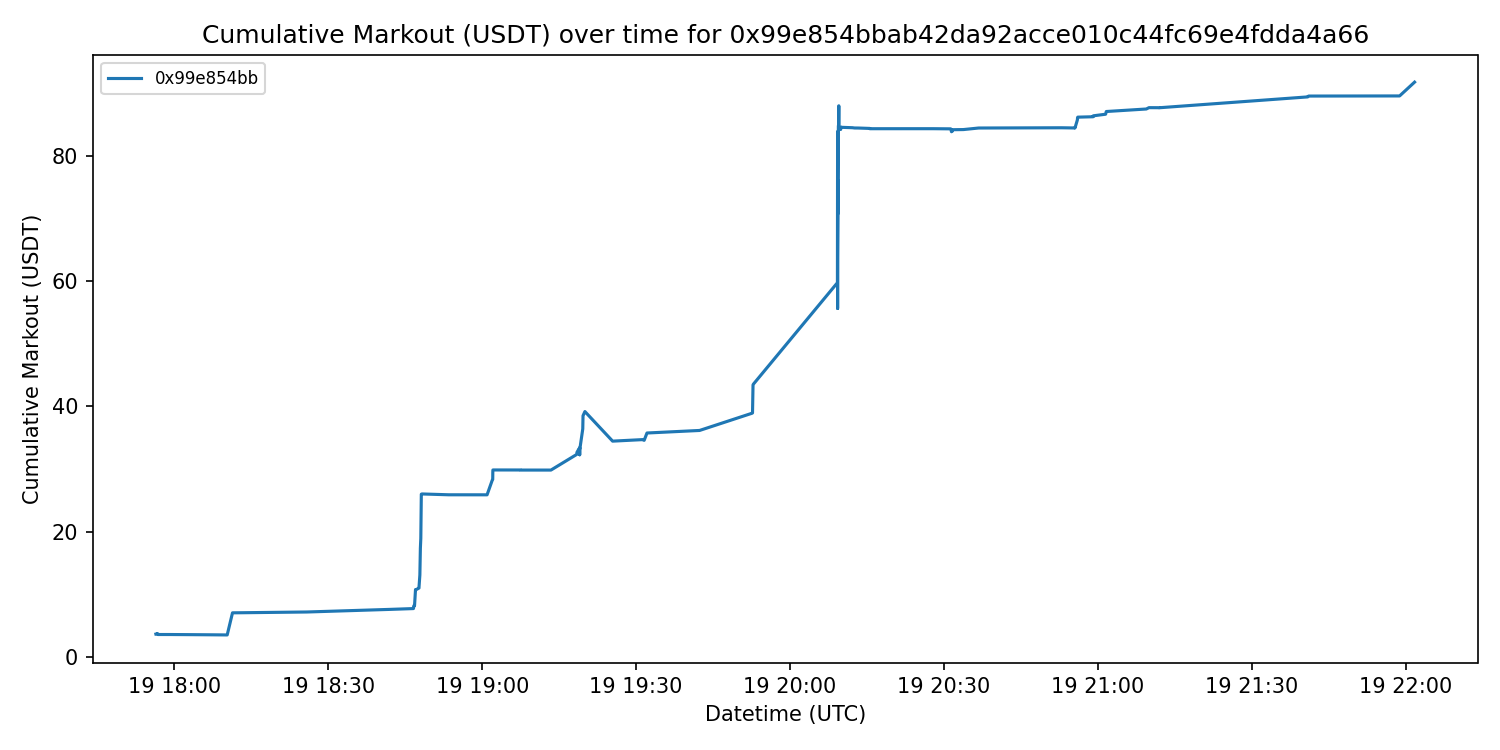 Cumulative Markout (USDT) over time for 0x99e854bbab42da92acce010c44fc69e4fdda4a66
0x99e854bb
Cumulative Markout (USDT)
80
60
40
20
0
19 18:00 19 18:30 19 19:00 19 19:30 19 20:00 19 20:30 19 21:00 19 21:30 19 22:00
Datetime (UTC)